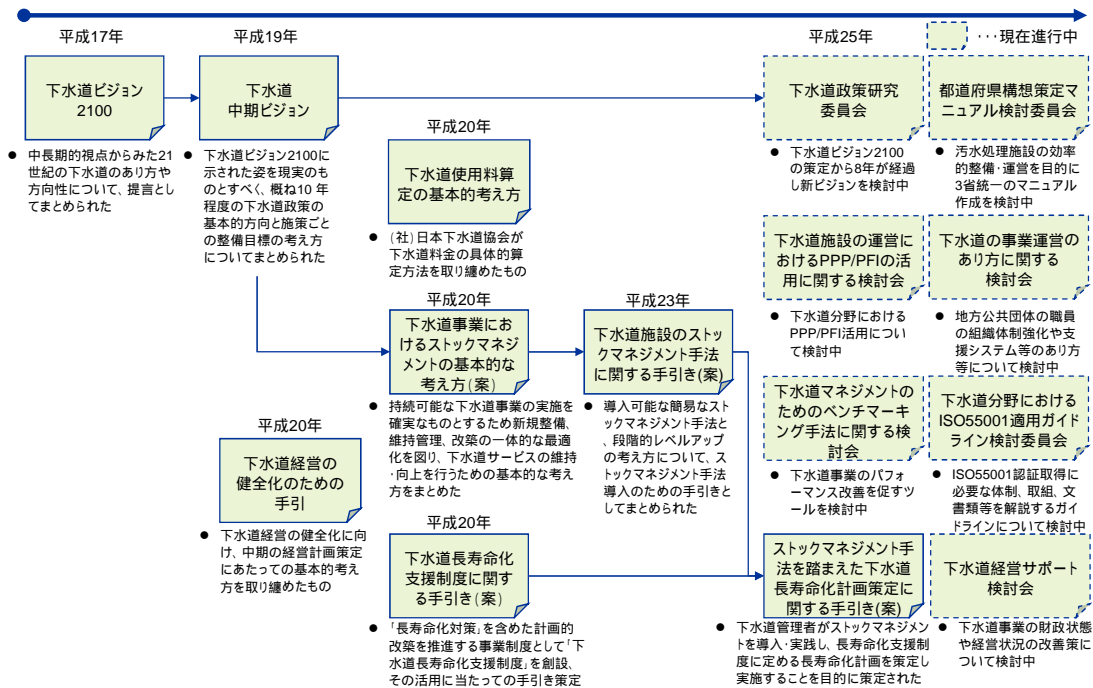 平成17年
平成19年
平成25年
･･･現在進行中
下水道ビジョン
2100
下水道
中期ビジョン
下水道政策研究
委員会
都道府県構想策定マ
ニュアル検討委員会
● 中長期的視点からみた21
世紀の下水道のあり方や
方向性について、提言とし
てまとめられた
● 下水道ビジョン2100に
示された姿を現実のも
のとすべく、概ね10 年
程度の下水道政策の
基本的方向と施策ごと
の整備目標の考え方
についてまとめられた
平成20年
下水道使用料算
定の基本的考え方
● (社)日本下水道協会が
下水道料金の具体的算
定方法を取り纏めたもの
● 下水道ビジョン2100
の策定から8年が経過
し新ビジョンを検討中
● 汚水処理施設の効率
的整備・運営を目的に
3省統一のマニュアル
作成を検討中
下水道施設の運営に
おけるPPP/PFIの活
用に関する検討会
下水道の事業運営の
あり方に関する
検討会
● 下水道分野における
PPP/PFI活用につい
て検討中
● 地方公共団体の職員
の組織体制強化や支
援システム等のあり方
等について検討中
平成20年
下水道事業にお
けるストックマネジ
メントの基本的な
考え方(案)
平成23年
下水道施設のストッ
クマネジメント手法
に関する手引き(案)
● 持続可能な下水道事業の実施を
確実なものとするため新規整備、
維持管理、改築の一体的な最適
化を図り、下水道サービスの維持
・向上を行うための基本的な考え
方をまとめた
● 導入可能な簡易なスト
ックマネジメント手法と
、段階的レベルアップ
の考え方について、ス
トックマネジメント手法
導入のための手引きと
してまとめられた
下水道マネジメントの
ためのベンチマーキ
ング手法に関する検
討会
下水道分野における
ISO55001適用ガイド
ライン検討委員会
● 下水道事業のパフォ
ーマンス改善を促すツ
ールを検討中
● ISO55001認証取得に
必要な体制、取組、文
書類等を解説するガイ
ドラインについて検討中
平成20年
下水道経営の
健全化のための
手引
● 下水道経営の健全化に向
け、中期の経営計画策定
にあたっての基本的考え
方を取り纏めたもの
平成20年
下水道長寿命化
支援制度に関す
る手引き(案)
● 「長寿命化対策」を含めた計画的
改築を推進する事業制度として「下
水道長寿命化支援制度」を創設、
その活用に当たっての手引き策定
ストックマネジメント手
法を踏まえた下水道
長寿命化計画策定に
関する手引き(案)
下水道経営サポート
検討会
● 下水道管理者がストックマネジメン
トを導入・実践し、長寿命化支援制
度に定める長寿命化計画を策定し
実施することを目的に策定された
● 下水道事業の財政状態
や経営状況の改善策に
ついて検討中